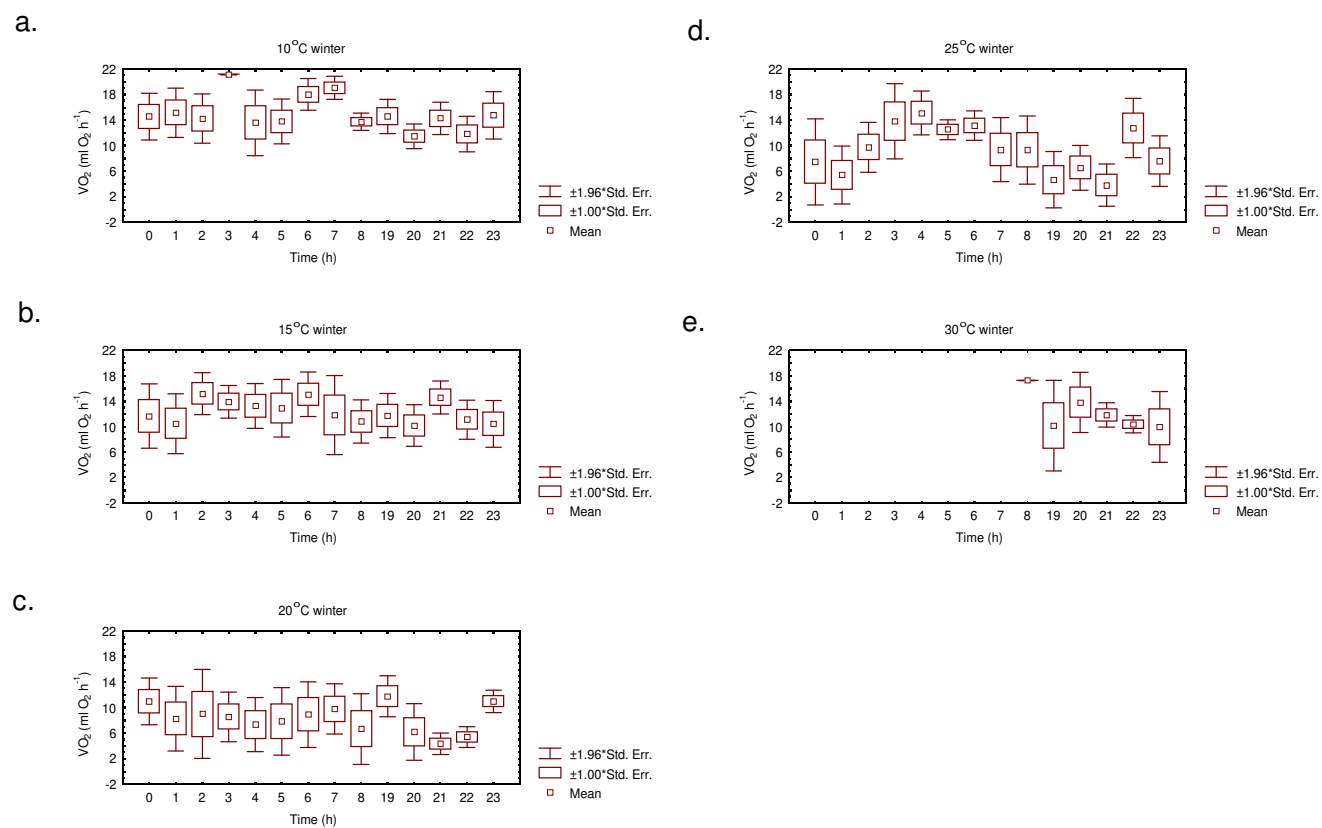 a.
10°C winter
VO₂ (ml O₂ h⁻¹)
22
18
14
10
6
2
-2
0 1 2 3 4 5 6 7 8 19 20 21 22 23
Time (h)
±1.96*Std. Err.
±1.00*Std. Err.
Mean
b.
15°C winter
VO₂ (ml O₂ h⁻¹)
22
18
14
10
6
2
-2
0 1 2 3 4 5 6 7 8 19 20 21 22 23
Time (h)
±1.96*Std. Err.
±1.00*Std. Err.
Mean
c.
20°C winter
VO₂ (ml O₂ h⁻¹)
22
18
14
10
6
2
-2
0 1 2 3 4 5 6 7 8 19 20 21 22 23
Time (h)
±1.96*Std. Err.
±1.00*Std. Err.
Mean
d.
25°C winter
VO₂ (ml O₂ h⁻¹)
22
18
14
10
6
2
-2
0 1 2 3 4 5 6 7 8 19 20 21 22 23
Time (h)
±1.96*Std. Err.
±1.00*Std. Err.
Mean
e.
30°C winter
VO₂ (ml O₂ h⁻¹)
22
18
14
10
6
2
-2
0 1 2 3 4 5 6 7 8 19 20 21 22 23
Time (h)
±1.96*Std. Err.
±1.00*Std. Err.
Mean